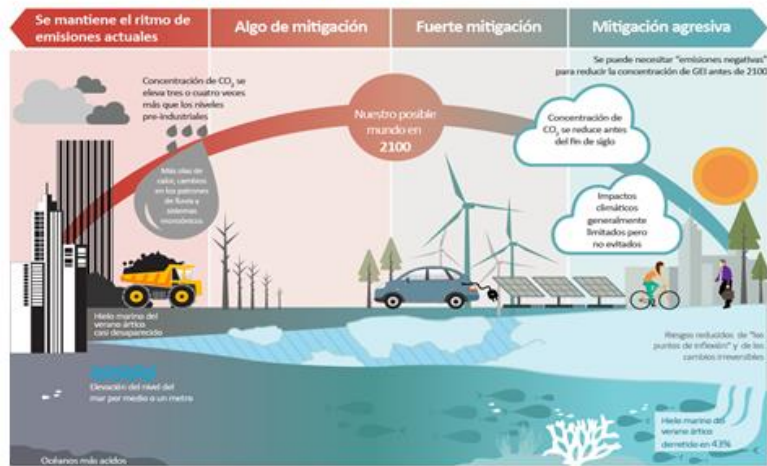 Se mantiene el ritmo de
emisiones actuales
Algo de mitigación
Fuerte mitigación
Mitigación agresiva
Se puede necesitar "emisiones negativas"
para reducir la concentración de GEI antes de 2100
Concentración de CO₂ se
eleva tres o cuatro veces
más que los niveles
pre-industriales
Nuestro posible
mundo en
2100
Concentración de
CO₂ se reduce antes
del fin de siglo
Más olas de
calor, cambios
en los patrones
de lluvia y
sistemas
monzónicos
Impactos
climáticos
generalmente
limitados pero
no evitados
Hielo marino del
verano ártico
casi desaparecido
Riesgos reducidos de "los
puntos de inflexión" y de los
cambios irreversibles
Elevación del nivel del
mar por medio a un metro
Hielo marino del
verano ártico
derretido en 43%
Océanos más acidos